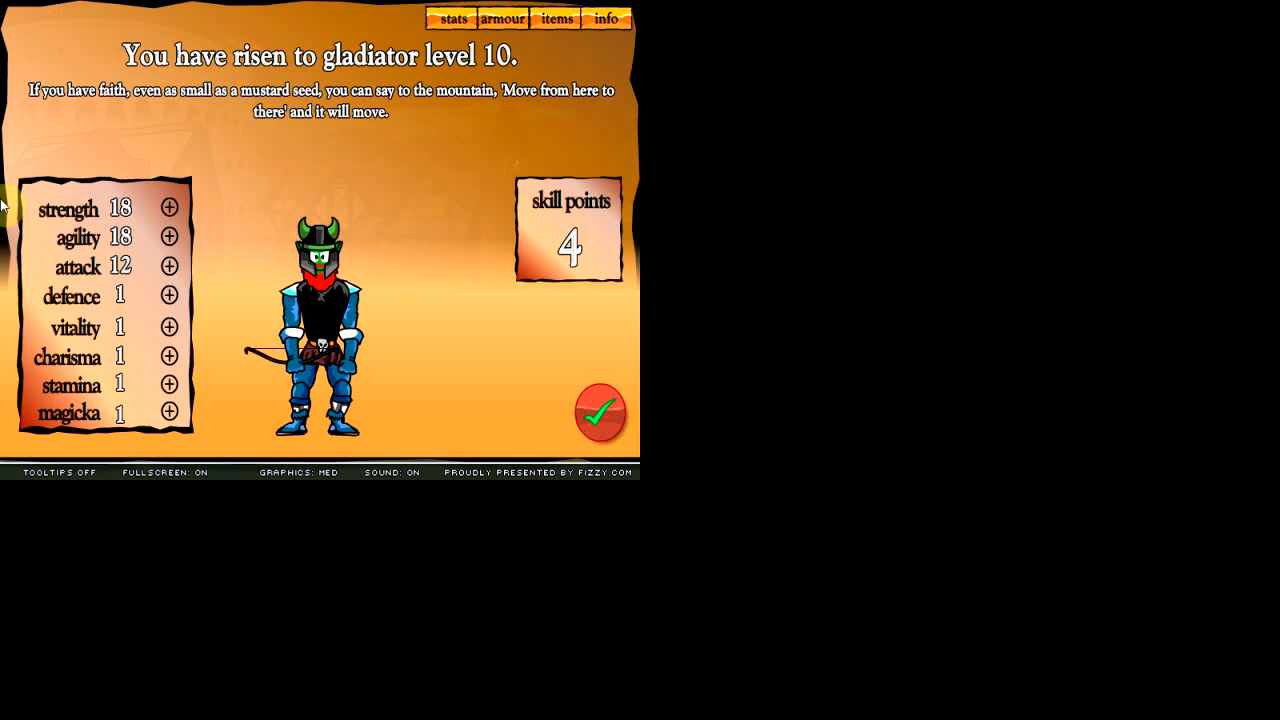 stats armour items info
You have risen to gladiator level 10.
If you have faith, even as small as a mustard seed, you can say to the mountain, 'Move from here to
there' and it will move.
strength 18
agility 18
attack 12
defence 1
vitality 1
charisma 1
stamina 1
magicka 1
skill points
4
TOOLTIPS OFF FULLSCREEN: ON GRAPHICS: MED SOUND: ON PROUDLY PRESENTED BY FIZZY.COM